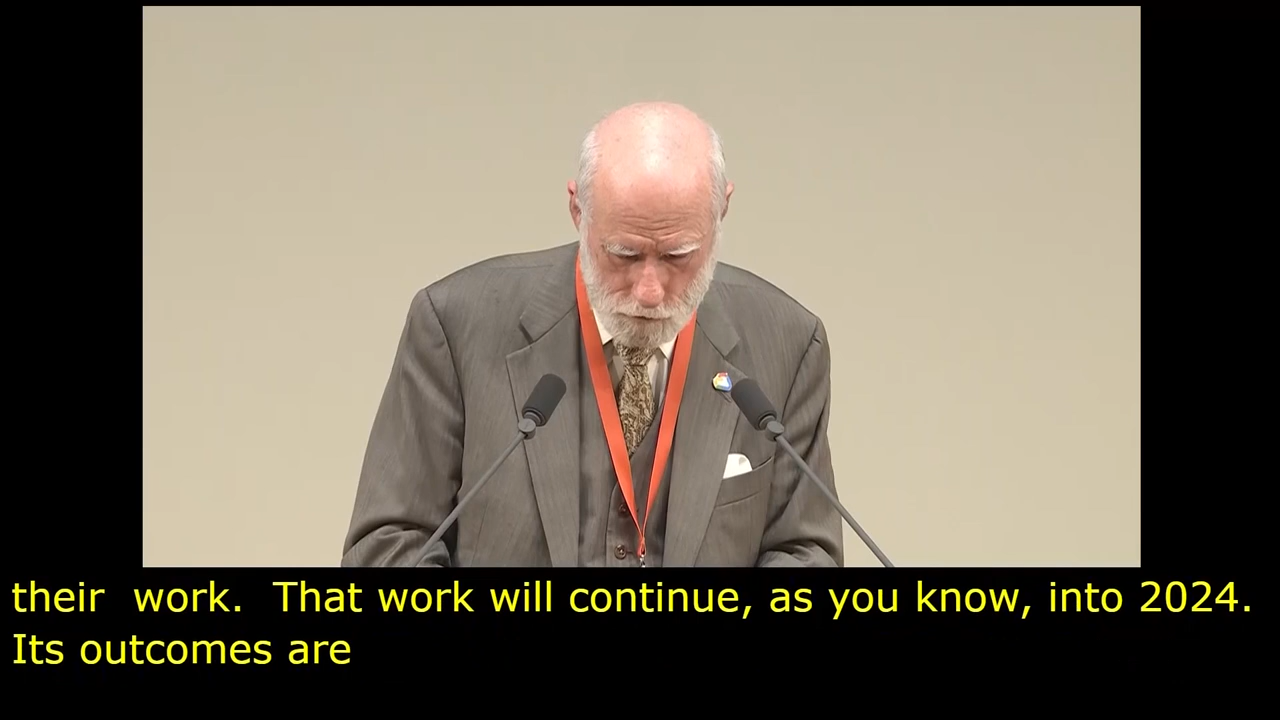 their  work.  That work will continue, as you know, into 2024.
Its outcomes are